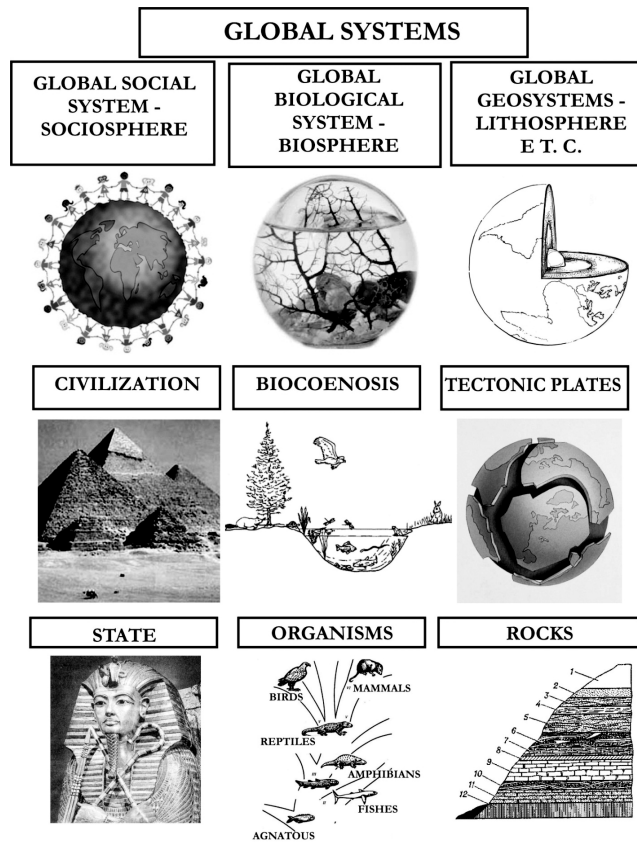 GLOBAL SYSTEMS
GLOBAL SOCIAL
SYSTEM -
SOCIOSPHERE
GLOBAL
BIOLOGICAL
SYSTEM -
BIOSPHERE
GLOBAL
GEOSYSTEMS -
LITHOSPHERE
E T. C.
CIVILIZATION
BIOCOENOSIS
TECTONIC PLATES
STATE
ORGANISMS
ROCKS
BIRDS
MAMMALS
REPTILES
AMPHIBIANS
FISHES
AGNATOUS
1
2
3
4
5
6
7
8
9
10
11
12